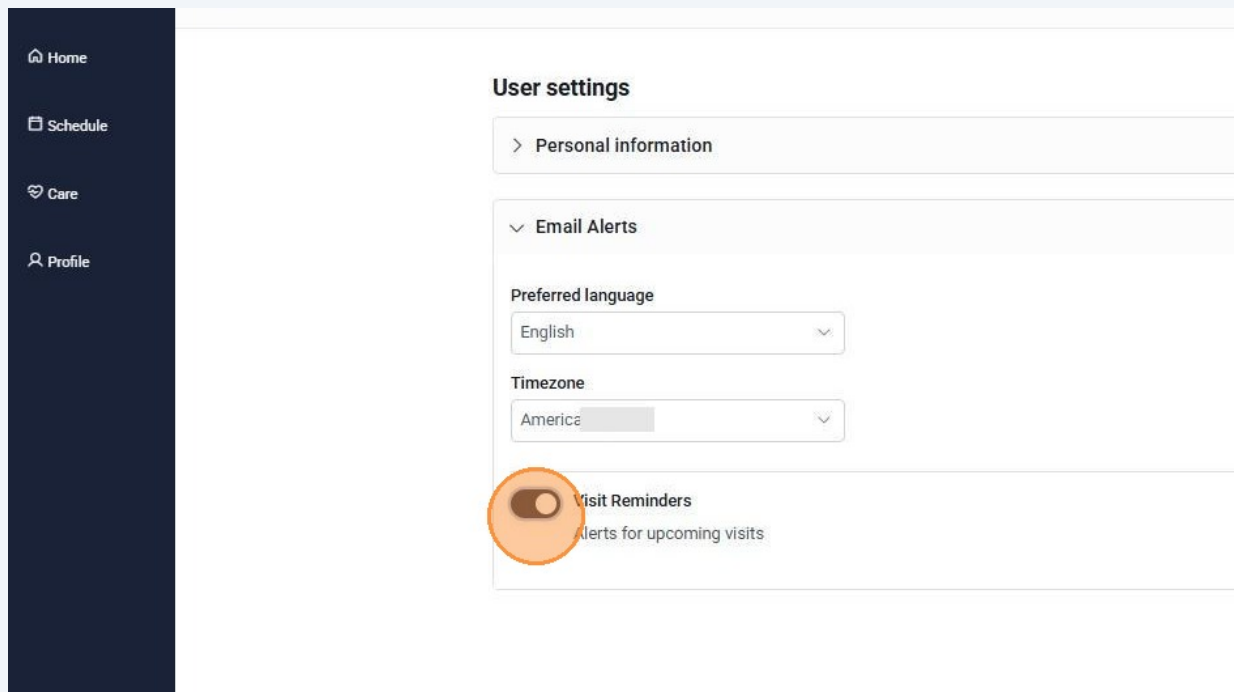 Home
Schedule
Care
Profile
User settings
Personal information
Email Alerts
Preferred language
English
Timezone
America
Visit Reminders
Alerts for upcoming visits